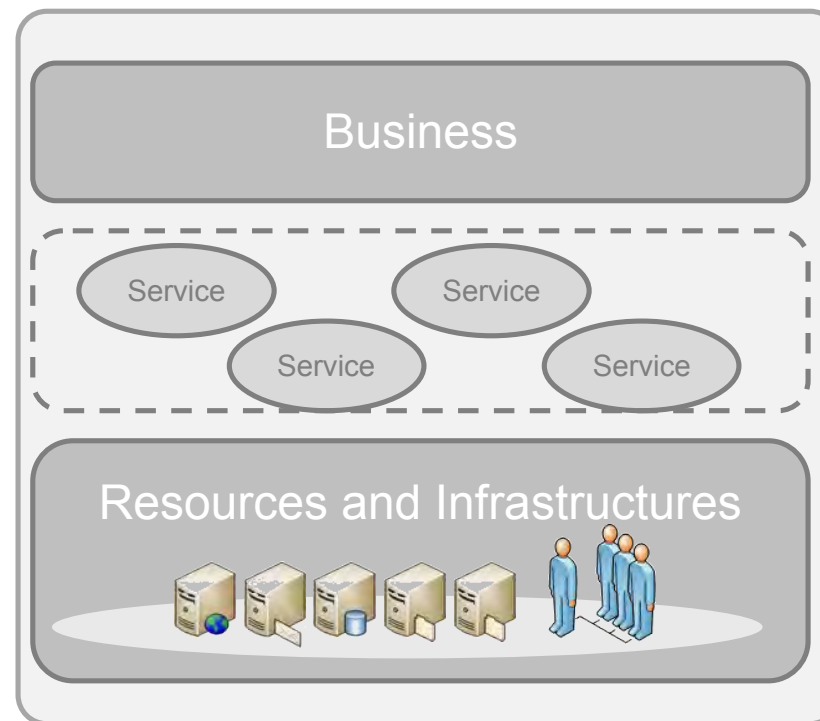 Business
Service
Service
Service
Service
Resources and Infrastructures